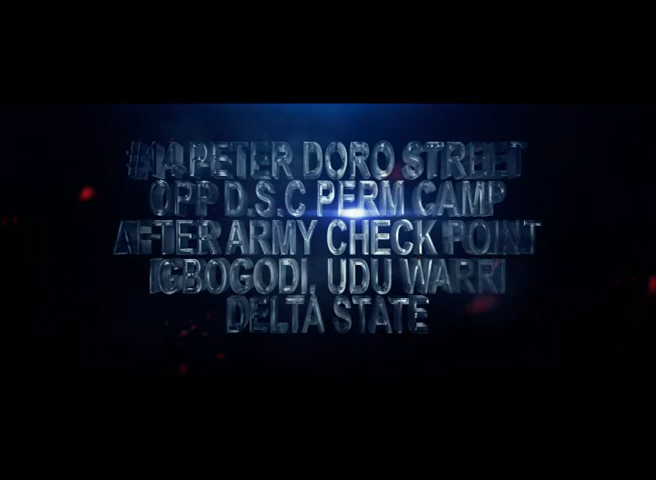 #14 PETER DORO STREET
OPP D.S.C PERM CAMP
AFTER ARMY CHECK POINT
IGBOGODI, UDU WARRI
DELTA STATE